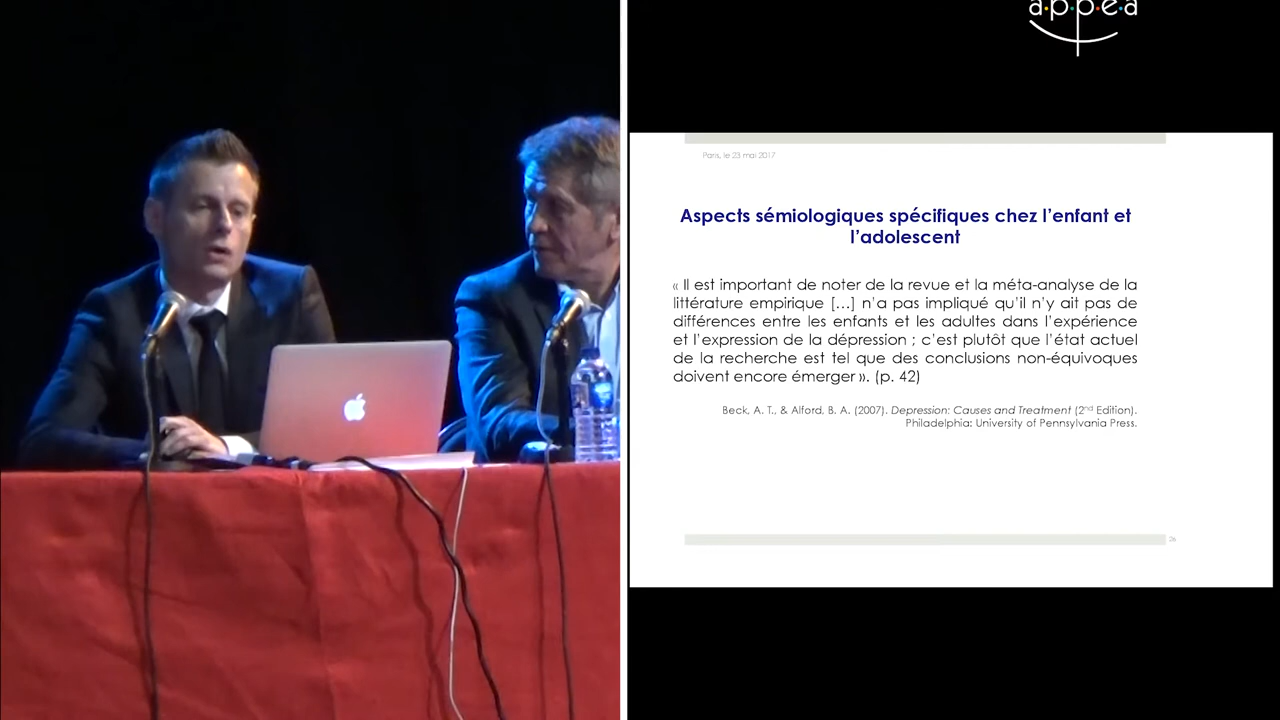 appea
Paris, le 23 mai 2017
Aspects sémiologiques spécifiques chez l'enfant et
l'adolescent
« Il est important de noter de la revue et la méta-analyse de la
littérature empirique [...] n'a pas impliqué qu'il n'y ait pas de
différences entre les enfants et les adultes dans l'expérience
et l'expression de la dépression ; c'est plutôt que l'état actuel
de la recherche est tel que des conclusions non-équivoques
doivent encore émerger ». (p. 42)
Beck, A. T., & Alford, B. A. (2007). Depression: Causes and Treatment (2nd Edition).
Philadelphia: University of Pennsylvania Press.